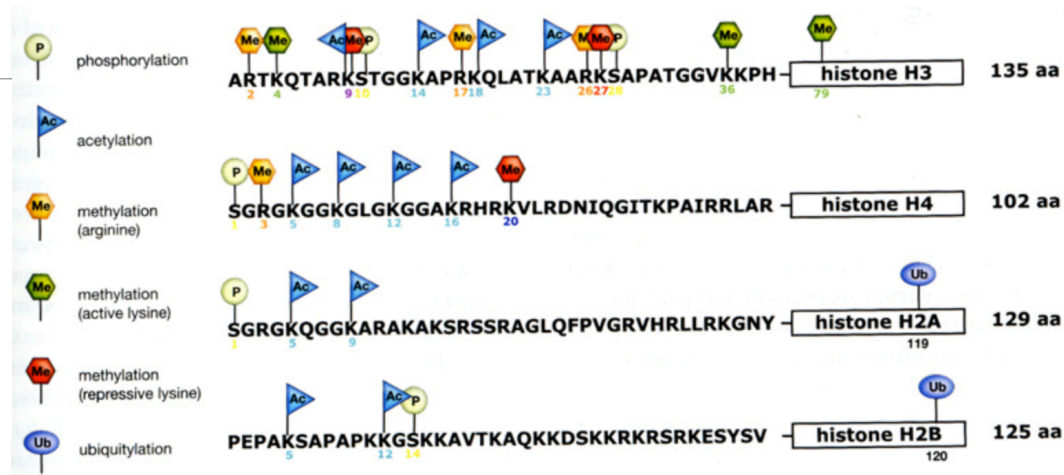 P phosphorylation
Ac acetylation
Me methylation
(arginine)
Me methylation
(active lysine)
Me methylation
(repressive lysine)
Ub ubiquitylation
Me Me Ac Me P Ac Me Ac Ac M Me P Me Me
ARTKQTARKSTGGKAPRKQLATKAARKSAPATGGVKKPH histone H3 135 aa
2 4 9 10 14 17 18 23 26 27 28 36 79
P Me Ac Ac Ac Ac Me
SGRGKGGKGLGKGGAKRHRKVLRDNIQGITKPAIRRLAR histone H4 102 aa
1 3 5 8 12 16 20
P Ac Ac Ub
SGRGKQGGKARAKAKSRSSRAGLQFPVGRVHRLLRKGNY histone H2A 129 aa
1 5 9 119
Ac Ac P Ub
PEPAKSAPAPKKGSKKAVTKAQKKDSKKRKRSRKESYSV histone H2B 125 aa
5 12 14 120